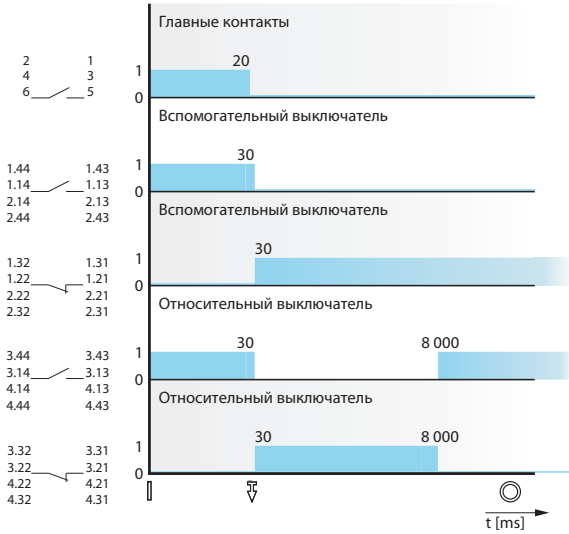 Главные контакты
2 1 20
4 3 1
6 5 0
Вспомогательный выключатель
30
1.44 1.43 1
1.14 1.13 0
2.14 2.13
2.44 2.43
Вспомогательный выключатель
30
1.32 1.31 1
1.22 1.21 0
2.22 2.21
2.32 2.31
Относительный выключатель
30 8 000
3.44 3.43 1
3.14 3.13 0
4.14 4.13
4.44 4.43
Относительный выключатель
30 8 000
3.32 3.31 1
3.22 3.21 0
4.22 4.21
4.32 4.31
t [ms]